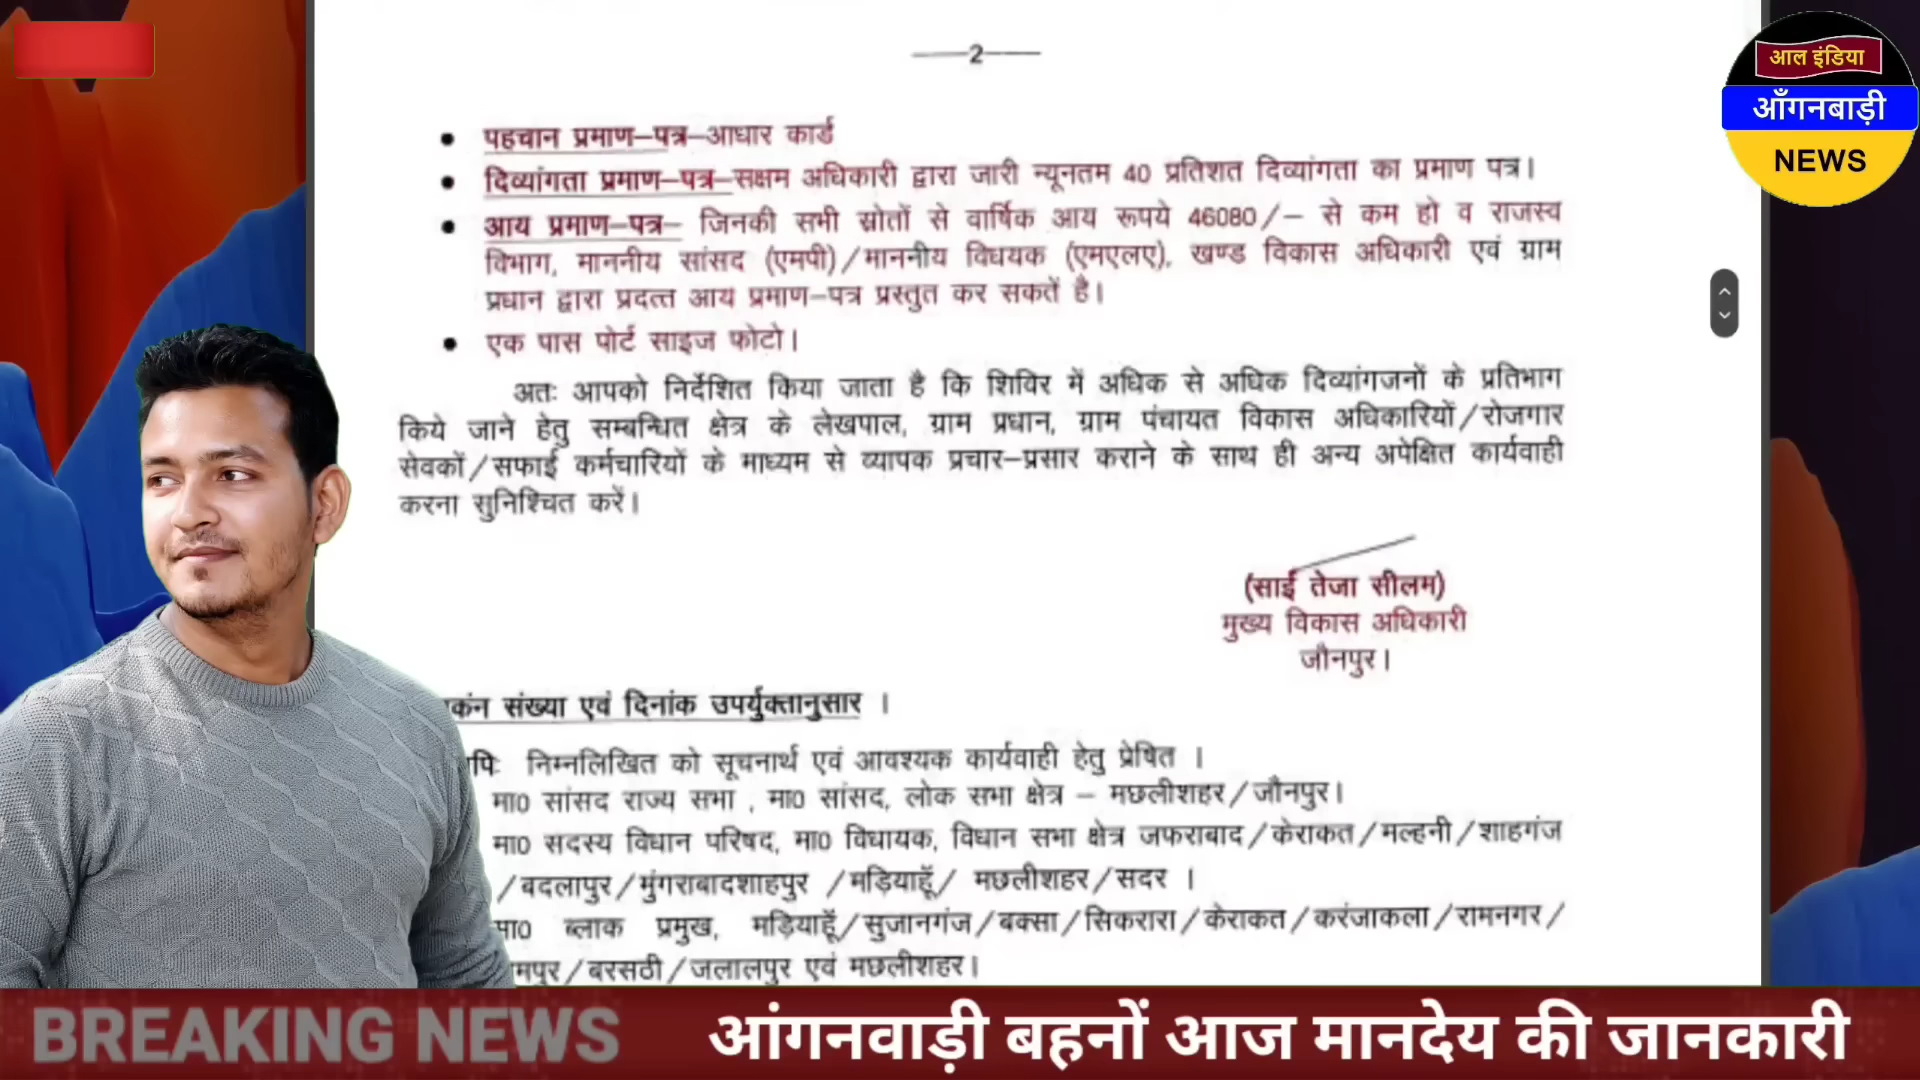 आल इंडिया
आँगनबाड़ी
NEWS
—2—
• पहचान प्रमाण–पत्र–आधार कार्ड
• दिव्यांगता प्रमाण–पत्र–सक्षम अधिकारी द्वारा जारी न्यूनतम 40 प्रतिशत दिव्यांगता का प्रमाण पत्र।
• आय प्रमाण–पत्र– जिनकी सभी स्रोतों से वार्षिक आय रूपये 46080/– से कम हो व राजस्व
विभाग, माननीय सांसद (एमपी)/माननीय विधयक (एमएलए), खण्ड विकास अधिकारी एवं ग्राम
प्रधान द्वारा प्रदत्त आय प्रमाण–पत्र प्रस्तुत कर सकतें है।
• एक पास पोर्ट साइज फोटो।
अतः आपको निर्देशित किया जाता है कि शिविर में अधिक से अधिक दिव्यांगजनों के प्रतिभाग
किये जाने हेतु सम्बन्धित क्षेत्र के लेखपाल, ग्राम प्रधान, ग्राम पंचायत विकास अधिकारियों/रोजगार
सेवकों/सफाई कर्मचारियों के माध्यम से व्यापक प्रचार–प्रसार कराने के साथ ही अन्य अपेक्षित कार्यवाही
करना सुनिश्चित करें।
(साई तेजा सीलम)
मुख्य विकास अधिकारी
जौनपुर।
कंन संख्या एवं दिनांक उपर्युक्तानुसार ।
पिः निम्नलिखित को सूचनार्थ एवं आवश्यक कार्यवाही हेतु प्रेषित ।
मा0 सांसद राज्य सभा , मा0 सांसद, लोक सभा क्षेत्र – मछलीशहर/जौनपुर।
मा0 सदस्य विधान परिषद, मा0 विधायक, विधान सभा क्षेत्र जफराबाद/केराकत/मल्हनी/शाहगंज
/बदलापुर/मुंगराबादशाहपुर /मड़ियाहूॅं/ मछलीशहर/सदर ।
मा0 ब्लाक प्रमुख, मड़ियाहूॅं/सुजानगंज/बक्सा/सिकरारा/केराकत/करंजाकला/रामनगर/
मपुर/बरसठी/जलालपुर एवं मछलीशहर।
BREAKING NEWS आंगनवाड़ी बहनों आज मानदेय की जानकारी